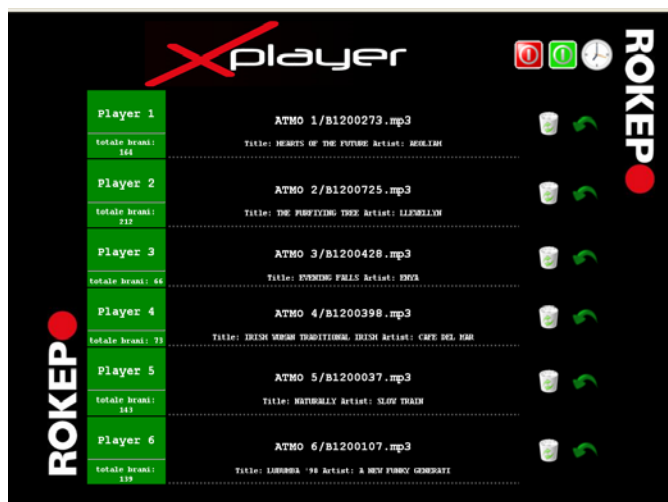 Xplayer
ROKEPO
Player 1
ATMO 1/B1200273.mp3
totale brani:
164
Title: HEARTS OF THE FUTURE Artist: AEOLIAH
Player 2
ATMO 2/B1200725.mp3
totale brani:
212
Title: THE PURFIYING TREE Artist: LLEWELLYN
Player 3
ATMO 3/B1200428.mp3
totale brani: 66
Title: EVENING FALLS Artist: ENYA
Player 4
ATMO 4/B1200398.mp3
totale brani: 73
Title: IRISH WOMAN TRADITIONAL IRISH Artist: CAFE DEL MAR
Player 5
ATMO 5/B1200037.mp3
totale brani:
143
Title: NATURALLY Artist: SLOW TRAIN
Player 6
ATMO 6/B1200107.mp3
totale brani:
139
Title: LUBUMBA '98 Artist: A NEW FUNKY GENERATI
ROKEPO